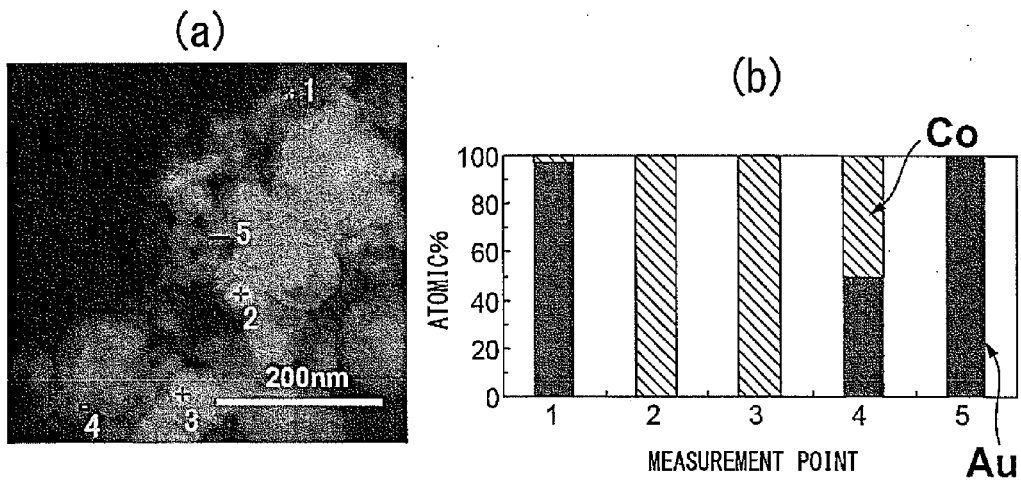 (a)
1
5
2
200nm
3
4
(b)
Co
100
80
60
40
20
0
ATOMIC%
1 2 3 4 5
MEASUREMENT POINT
Au